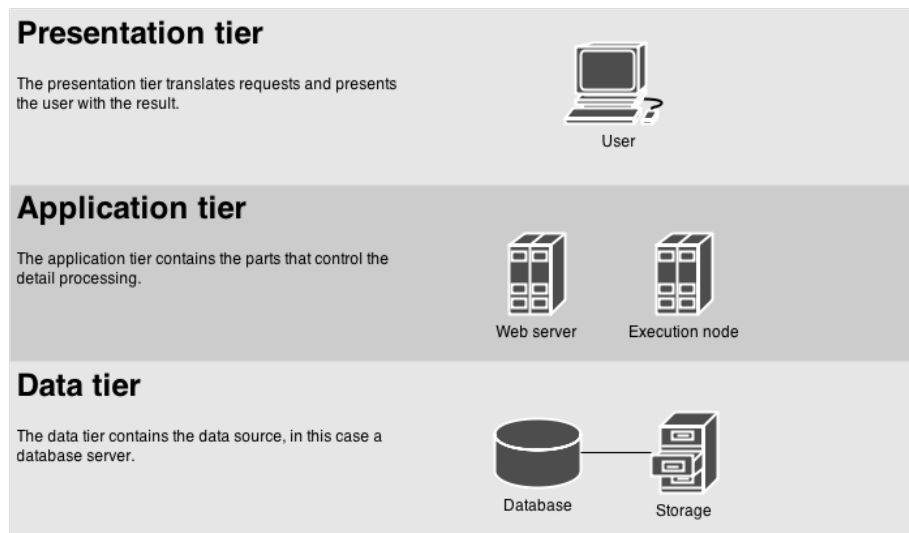 Presentation tier
The presentation tier translates requests and presents
the user with the result.
User
Application tier
The application tier contains the parts that control the
detail processing.
Web server
Execution node
Data tier
The data tier contains the data source, in this case a
database server.
Database
Storage